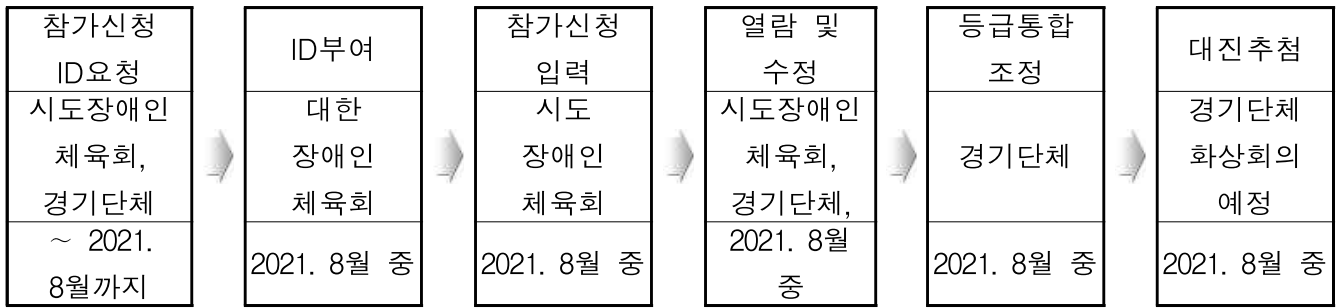 참가신청
ID요청
시도장애인
체육회,
경기단체
~ 2021.
8월까지
ID부여
대한
장애인
체육회
2021. 8월 중
참가신청
입력
시도
장애인
체육회
2021. 8월 중
열람 및
수정
시도장애인
체육회,
경기단체,
2021. 8월
중
등급통합
조정
경기단체
2021. 8월 중
대진추첨
경기단체
화상회의
예정
2021. 8월 중